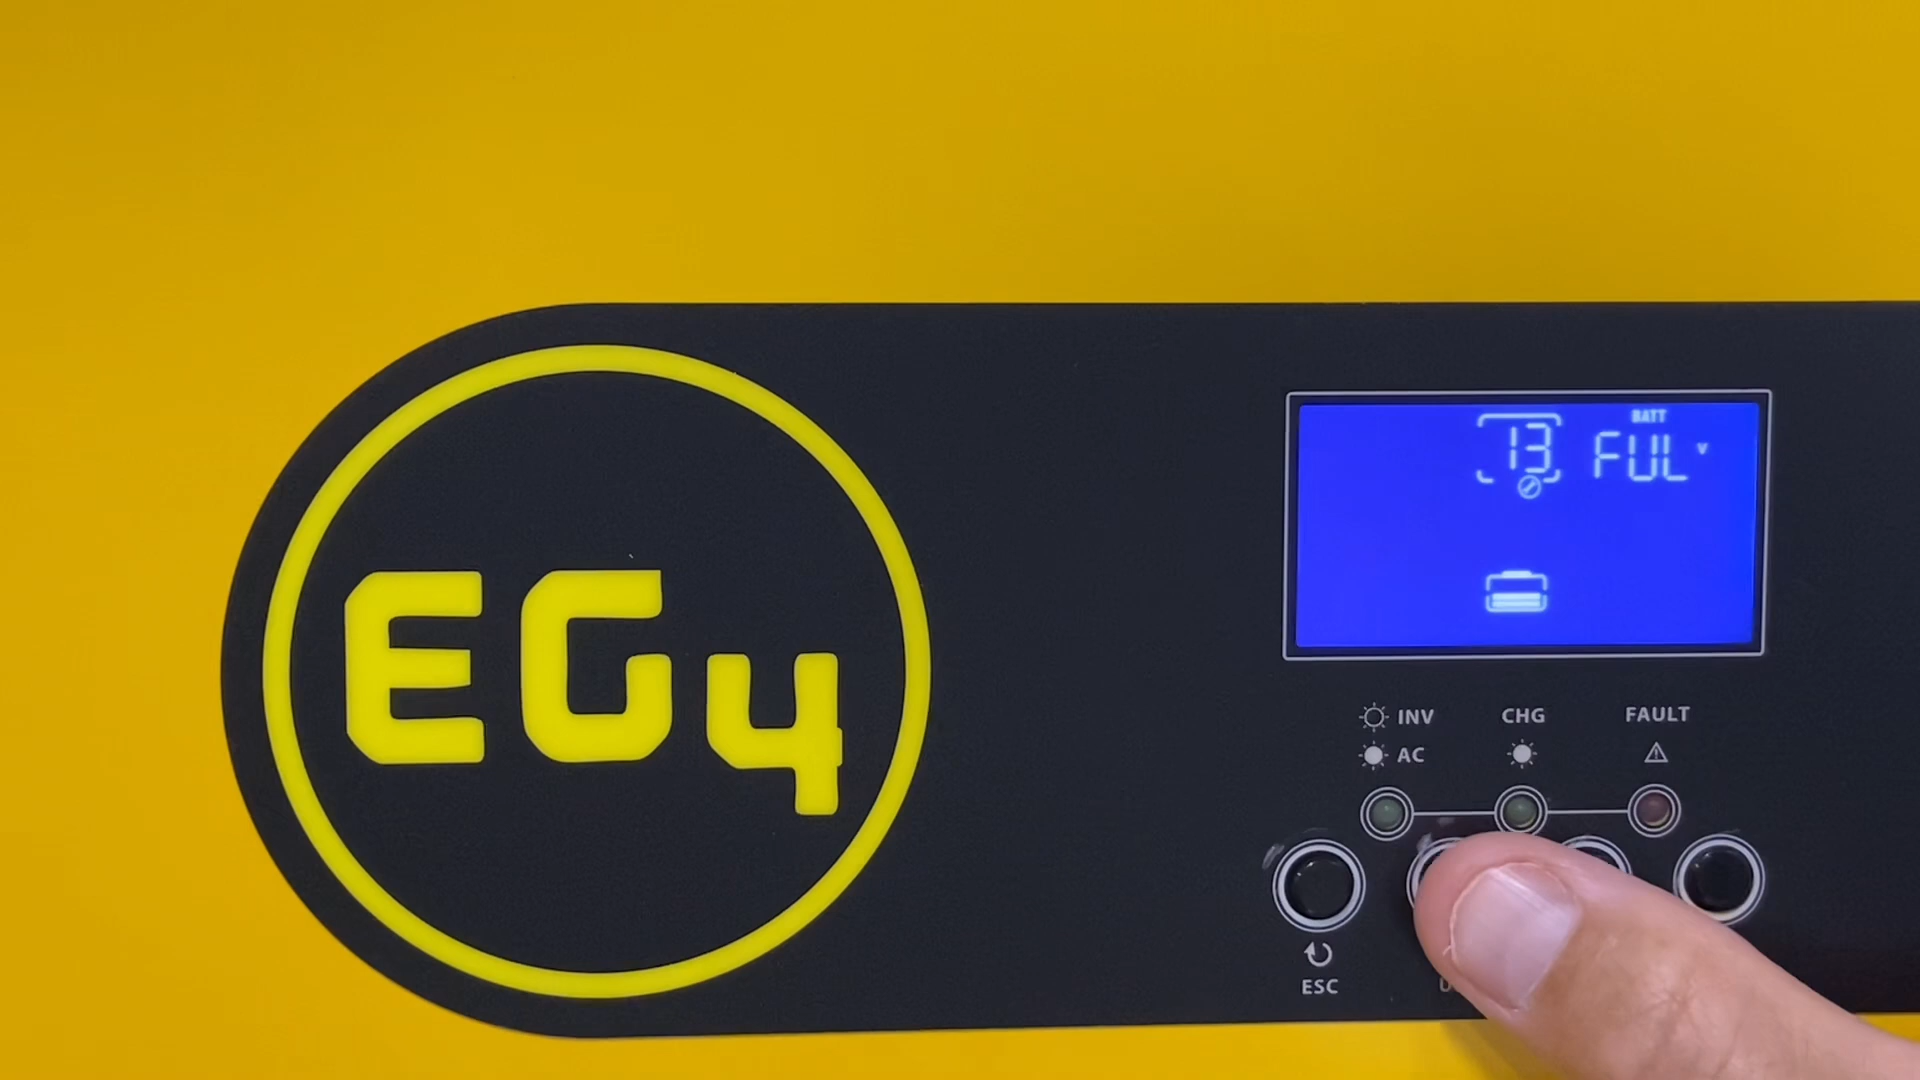 EG4
BATT
13 FUL V
INV CHG FAULT
AC
ESC